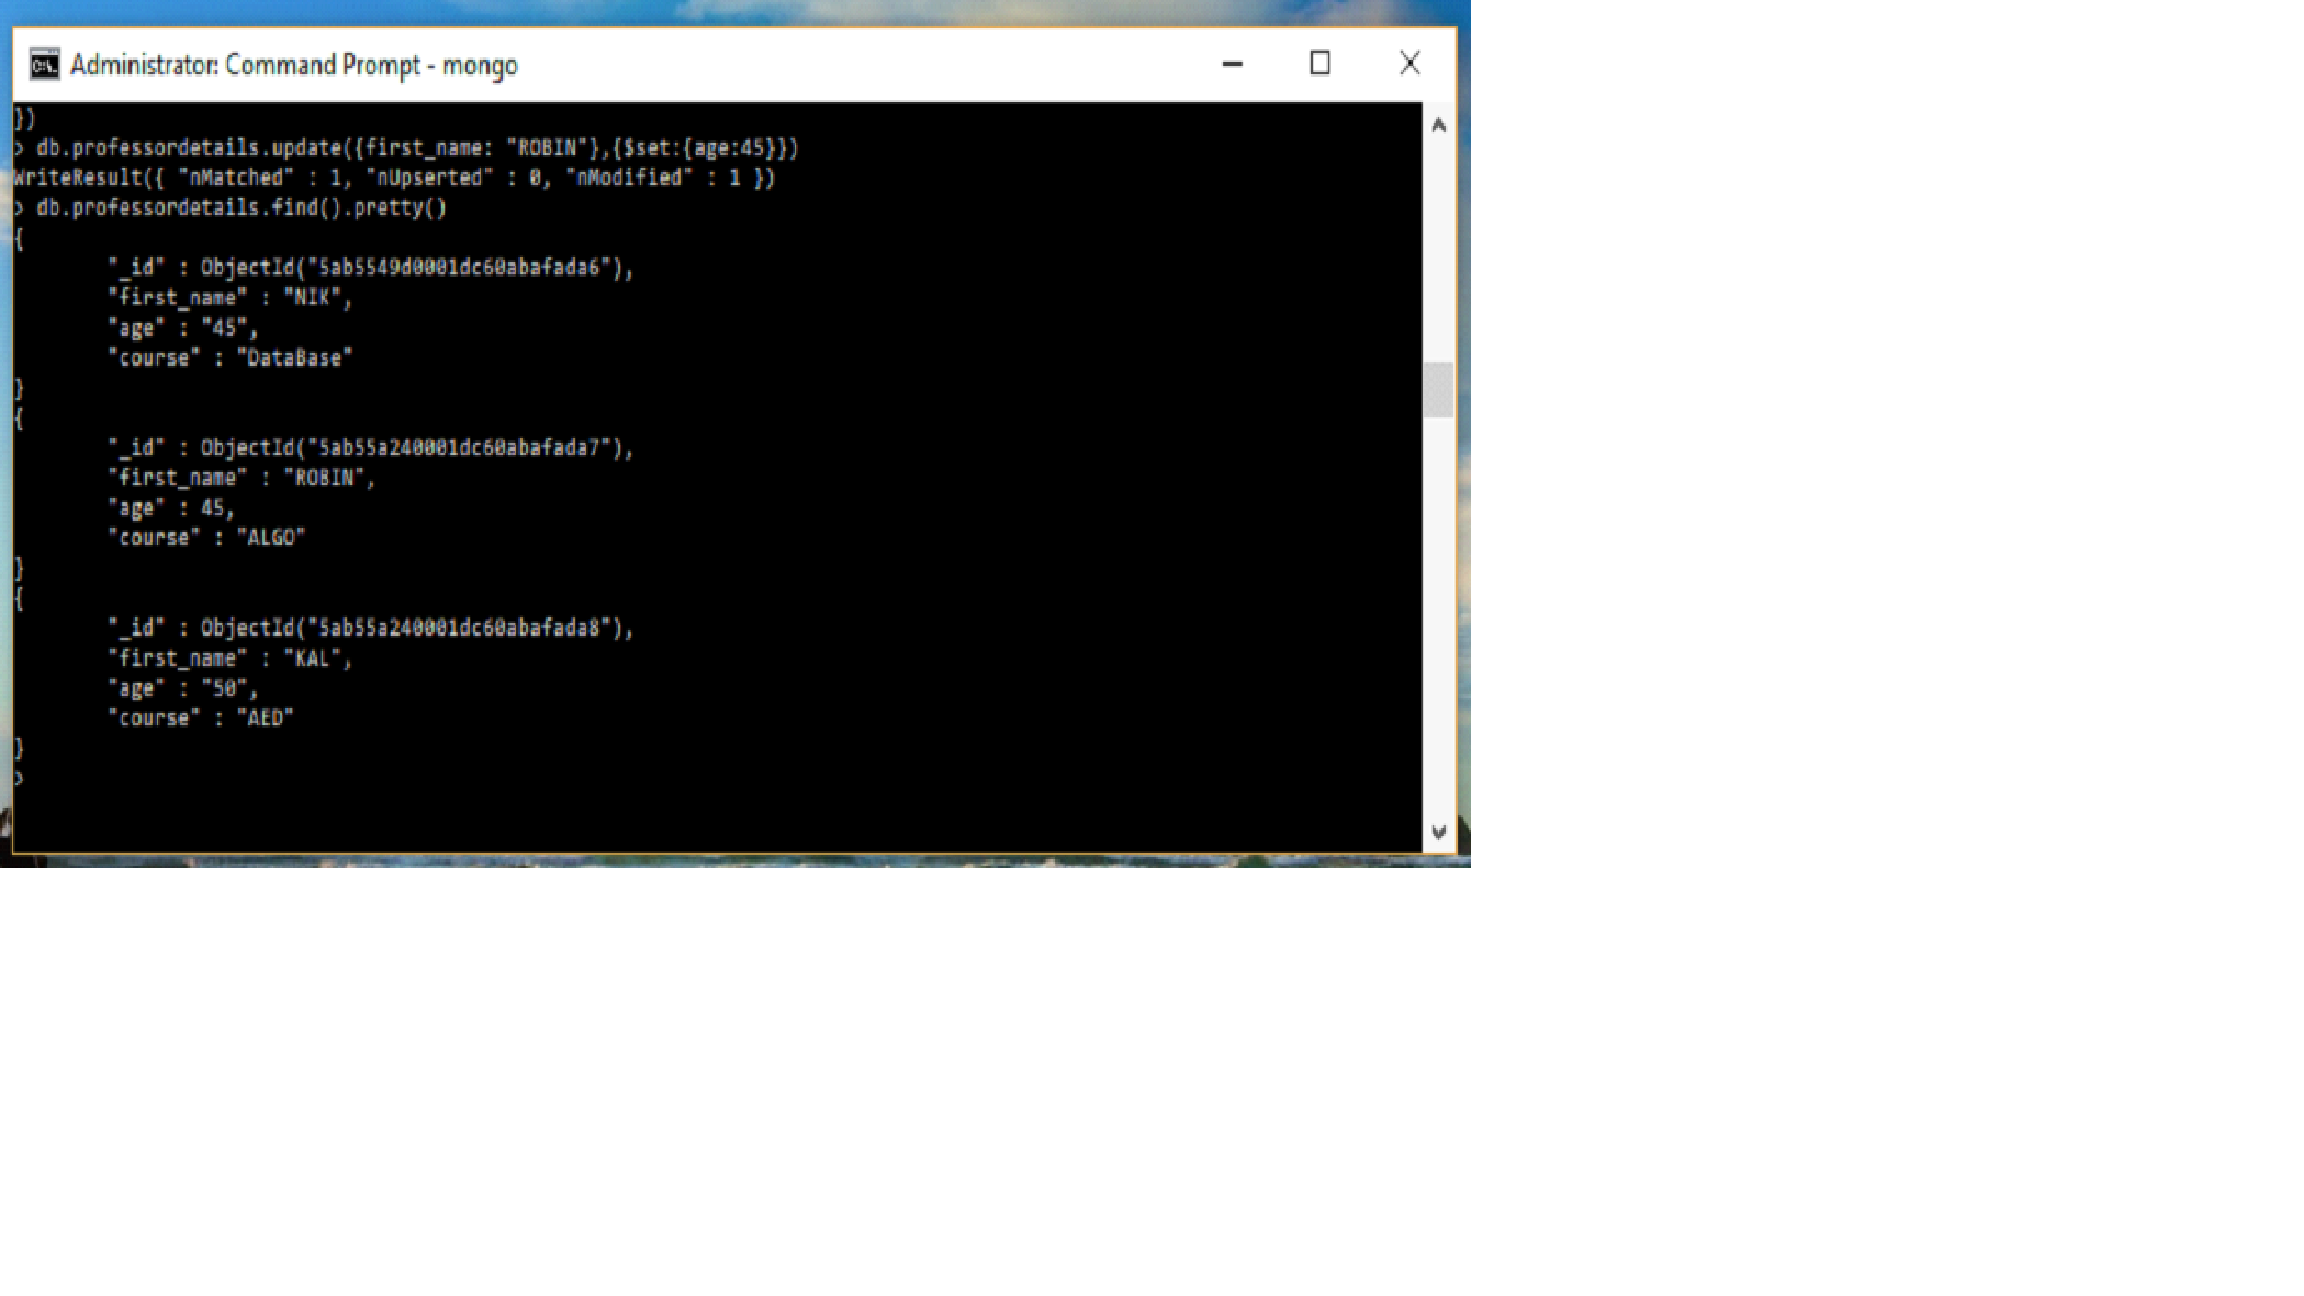 Administrator: Command Prompt - mongo
})
> db.professordetails.update({first_name: "ROBIN"},{$set:{age:45}})
WriteResult({ "nMatched" : 1, "nUpserted" : 0, "nModified" : 1 })
> db.professordetails.find().pretty()
{
"_id" : ObjectId("5ab5549d0001dc60abafada6"),
"first_name" : "NIK",
"age" : "45",
"course" : "DataBase"
}
{
"_id" : ObjectId("5ab55a240001dc60abafada7"),
"first_name" : "ROBIN",
"age" : 45,
"course" : "ALGO"
}
{
"_id" : ObjectId("5ab55a240001dc60abafada8"),
"first_name" : "KAL",
"age" : "50",
"course" : "AED"
}
>